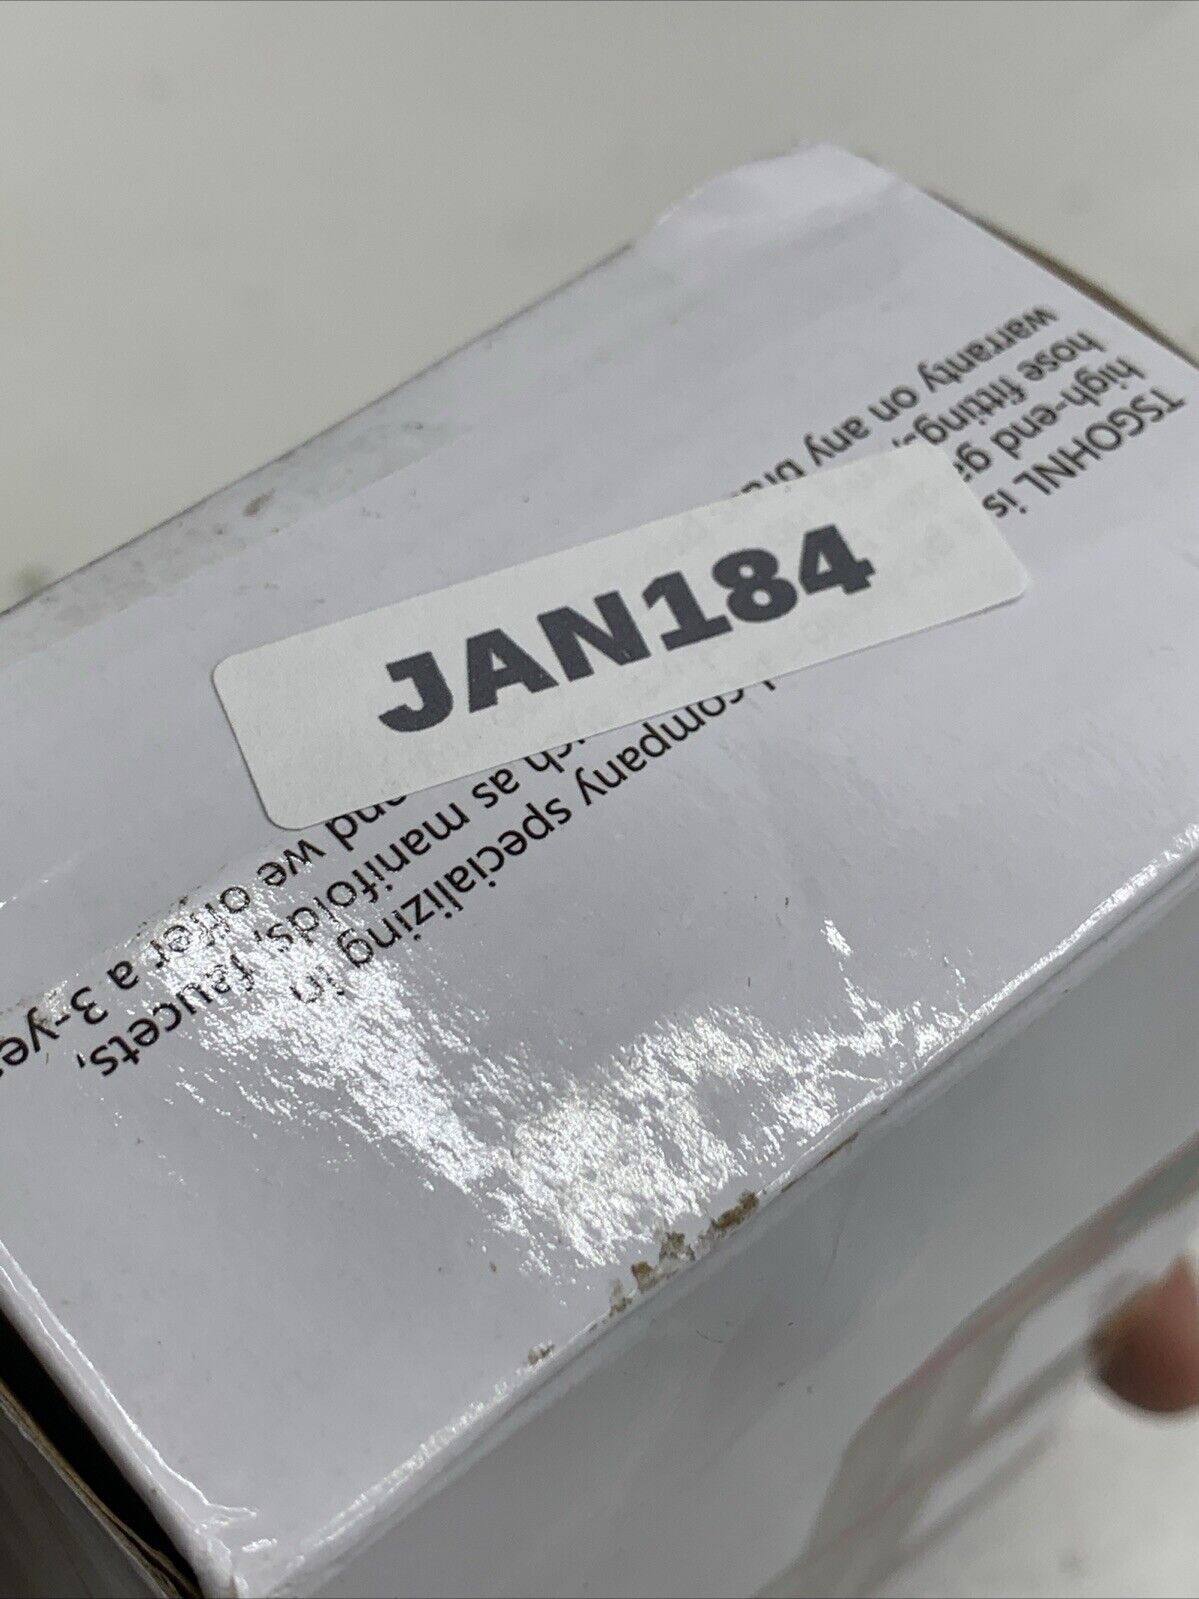 JAN184
TSGOHNL is company specializing in
high-end as manifolds, faucets,
hose fitting and we offer a 3-ye
warranty on any